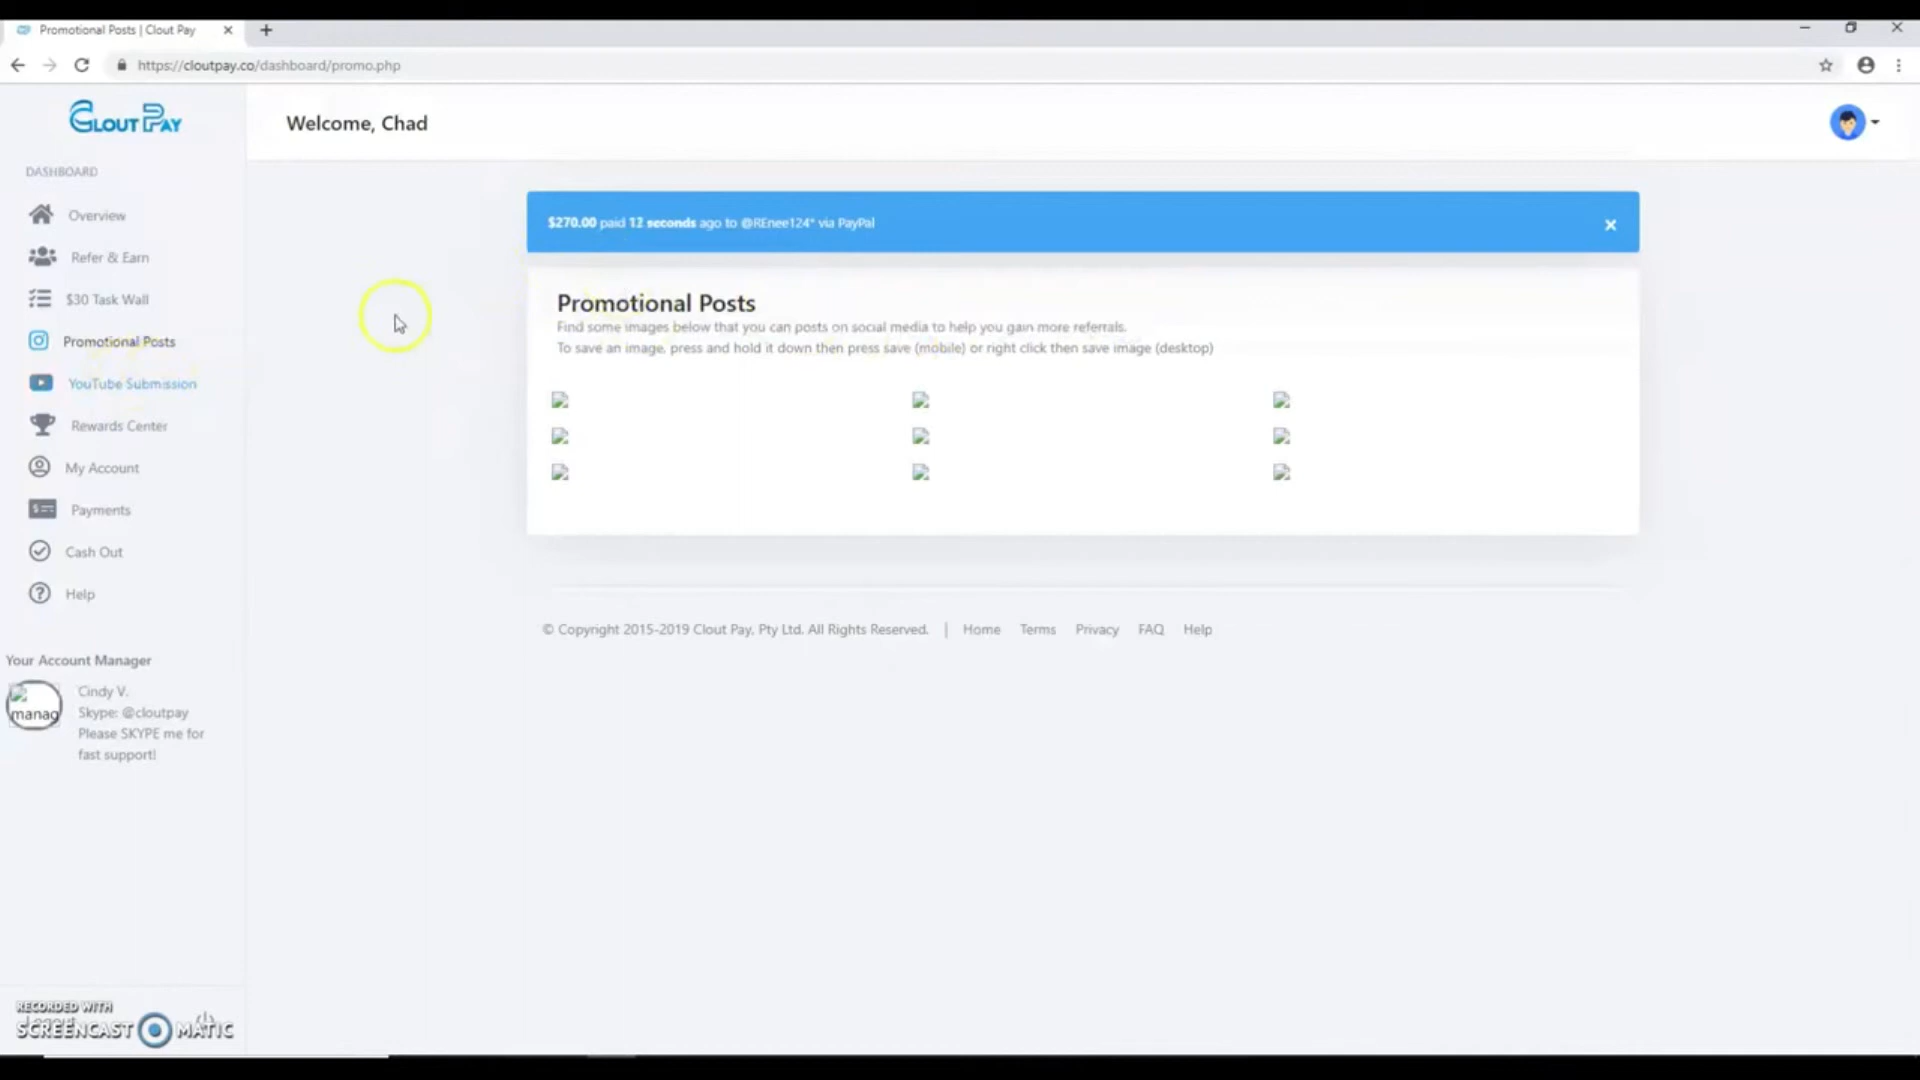 Promotional Posts | Clout Pay
https://cloutpay.co/dashboard/promo.php
CLOUT PAY
Welcome, Chad
DASHBOARD
Overview
Refer & Earn
$30 Task Wall
Promotional Posts
YouTube Submission
Rewards Center
My Account
Payments
Cash Out
Help
Your Account Manager
manag
Cindy V.
Skype: @cloutpay
Please SKYPE me for
fast support!
$270.00 paid 12 seconds ago to @REnee124* via PayPal
Promotional Posts
Find some images below that you can posts on social media to help you gain more referrals.
To save an image, press and hold it down then press save (mobile) or right click then save image (desktop)
© Copyright 2015-2019 Clout Pay, Pty Ltd. All Rights Reserved. | Home Terms Privacy FAQ Help
RECORDED WITH
SCREENCAST MATIC